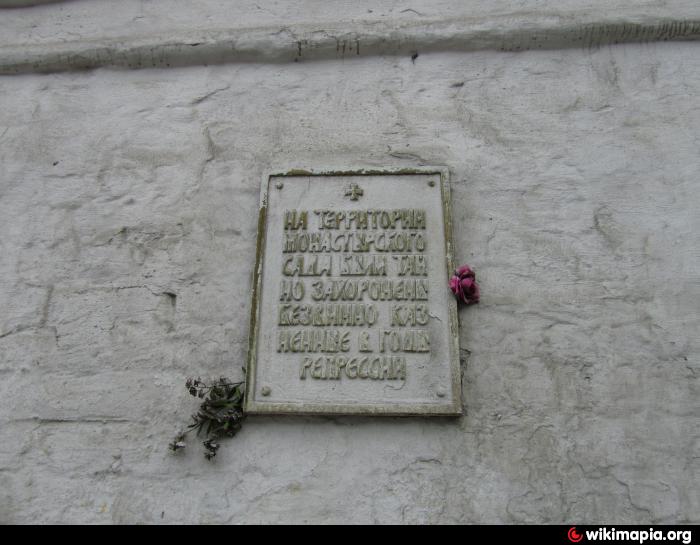 НА ТЕРРИТОРИИ
МОНАСТЫРСКОГО
САДА БЫЛИ ТАЙ
НО ЗАХОРОНЕНЫ
БЕЗВИННО КАЗ
НЕННЫЕ В ГОДЫ
РЕПРЕССИЙ
wikimapia.org